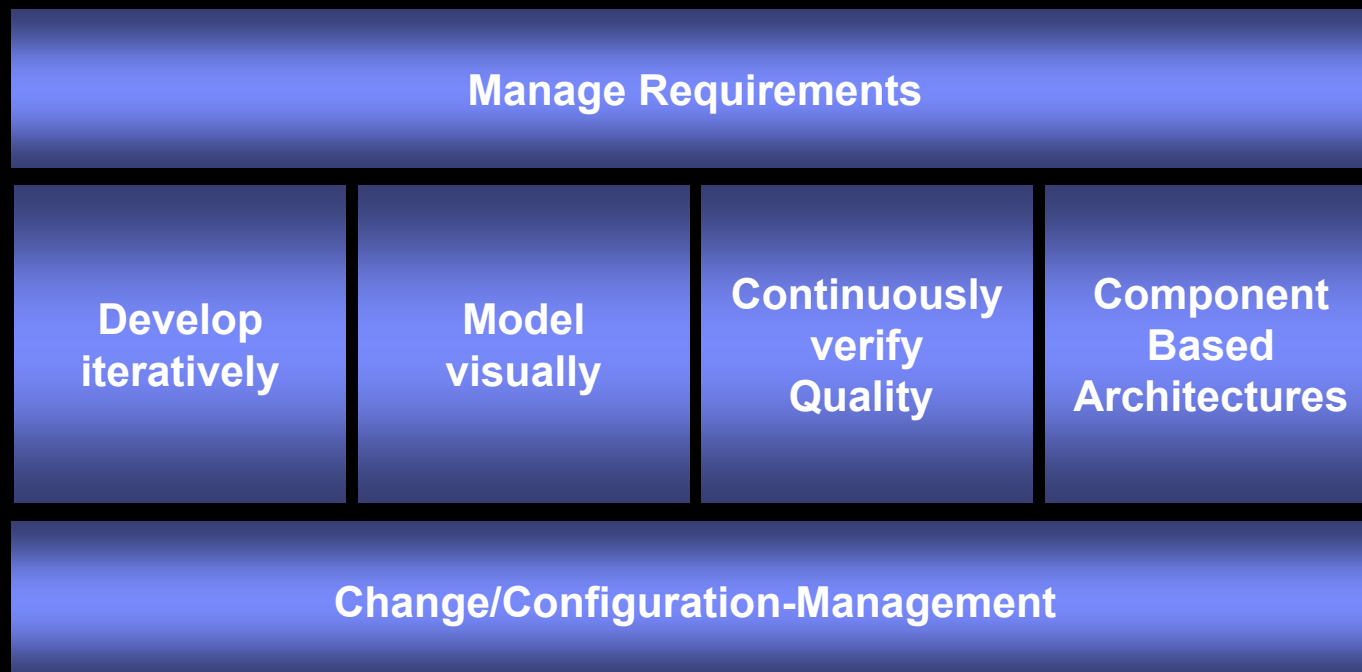 Manage Requirements
Develop
iteratively
Model
visually
Continuously
verify
Quality
Component
Based
Architectures
Change/Configuration-Management